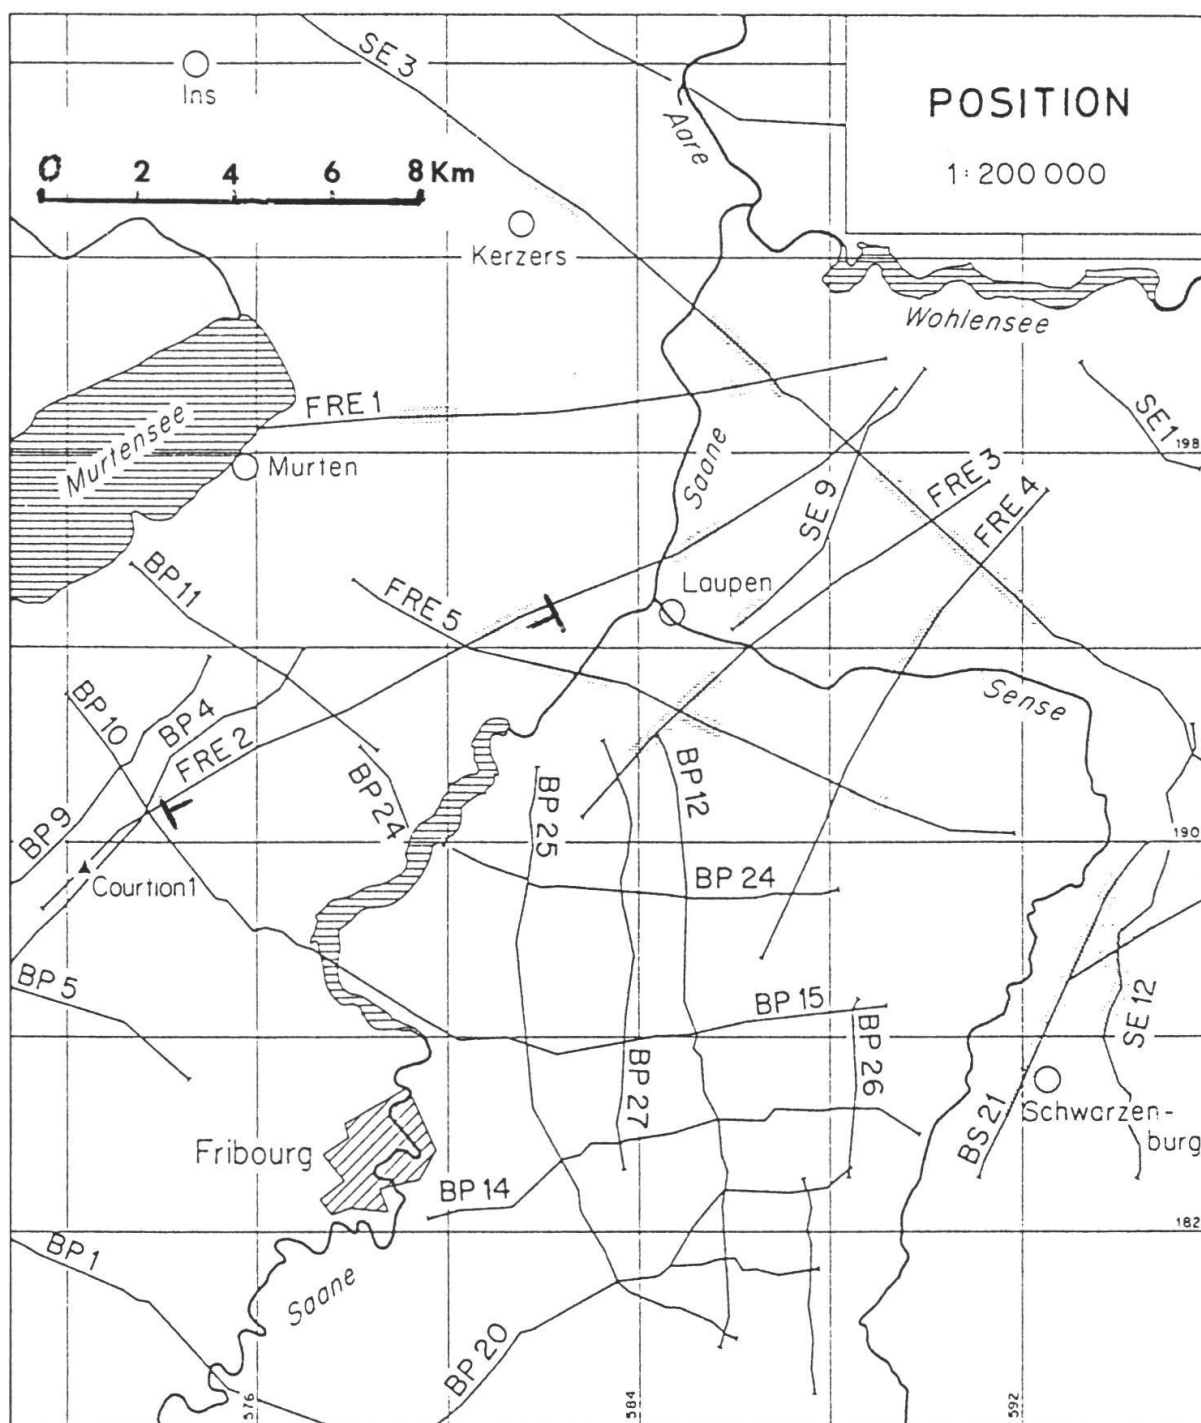 SE 3
Ins
Aare
POSITION
1:200 000
0 2 4 6 8 Km
Kerzers
Wohlensee
FRE 1
Murtensee
Murten
Saane
SE 1
198
SE 9
FRE 3
FRE 4
BP 11
FRE 5
Laupen
BP 10
BP 4
FRE 2
Sense
BP 9
BP 24
BP 25
BP 12
190
Courtion 1
BP 24
BP 5
BP 15
SE 12
BP 27
BP 26
BS 21
Schwarzen-
burg
Fribourg
BP 14
182
BP 1
Saane
BP 20
576
584
592